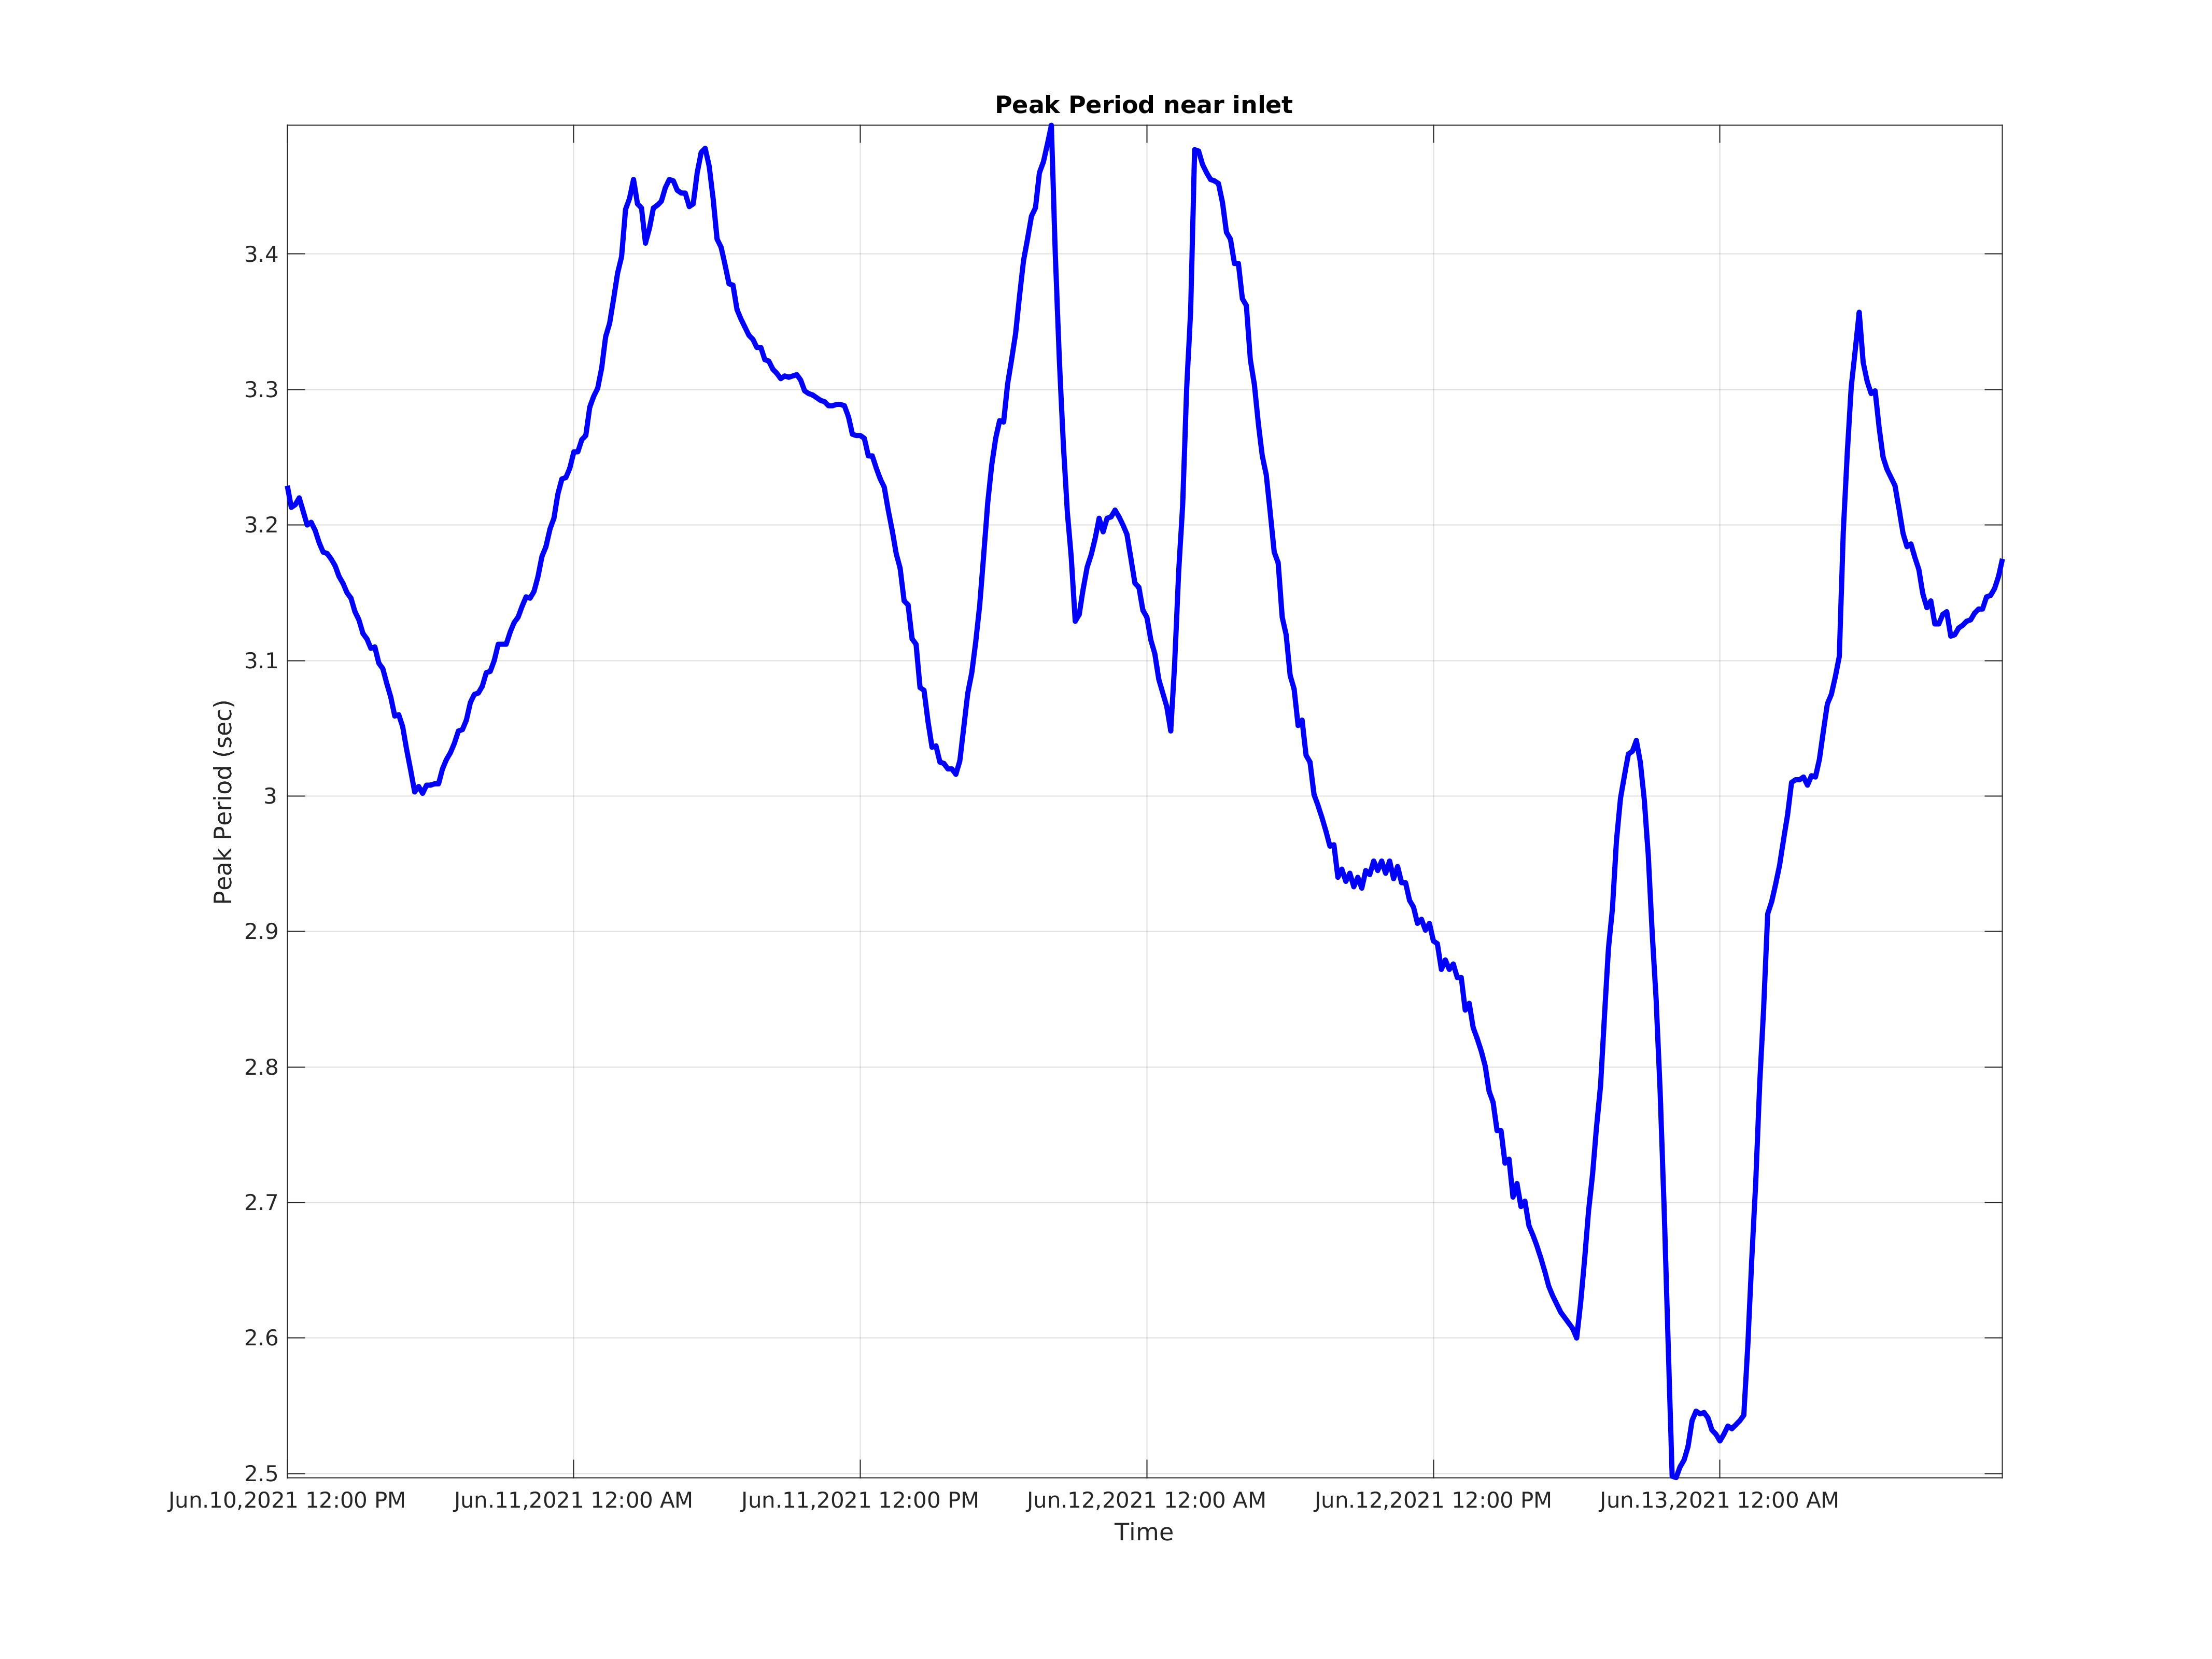 Peak Period near inlet
3.4
3.3
3.2
3.1
3
2.9
2.8
2.7
2.6
2.5
Peak Period (sec)
Jun.10,2021 12:00 PM
Jun.11,2021 12:00 AM
Jun.11,2021 12:00 PM
Jun.12,2021 12:00 AM
Jun.12,2021 12:00 PM
Jun.13,2021 12:00 AM
Time